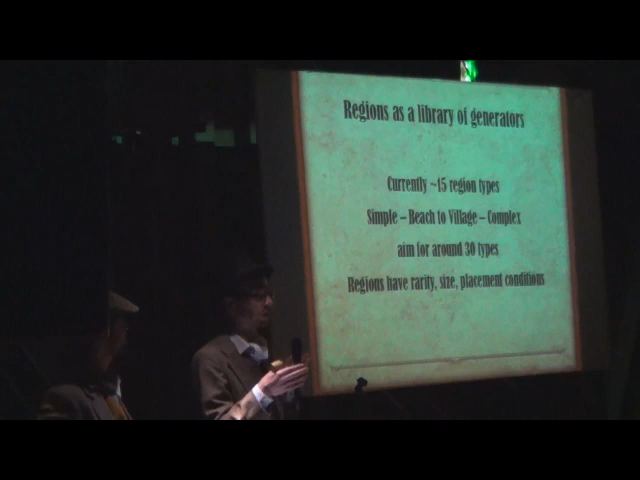 Regions as a library of generators
Currently ~15 region types
Simple – Beach to Village – Complex
aim for around 30 types
Regions have rarity, size, placement conditions